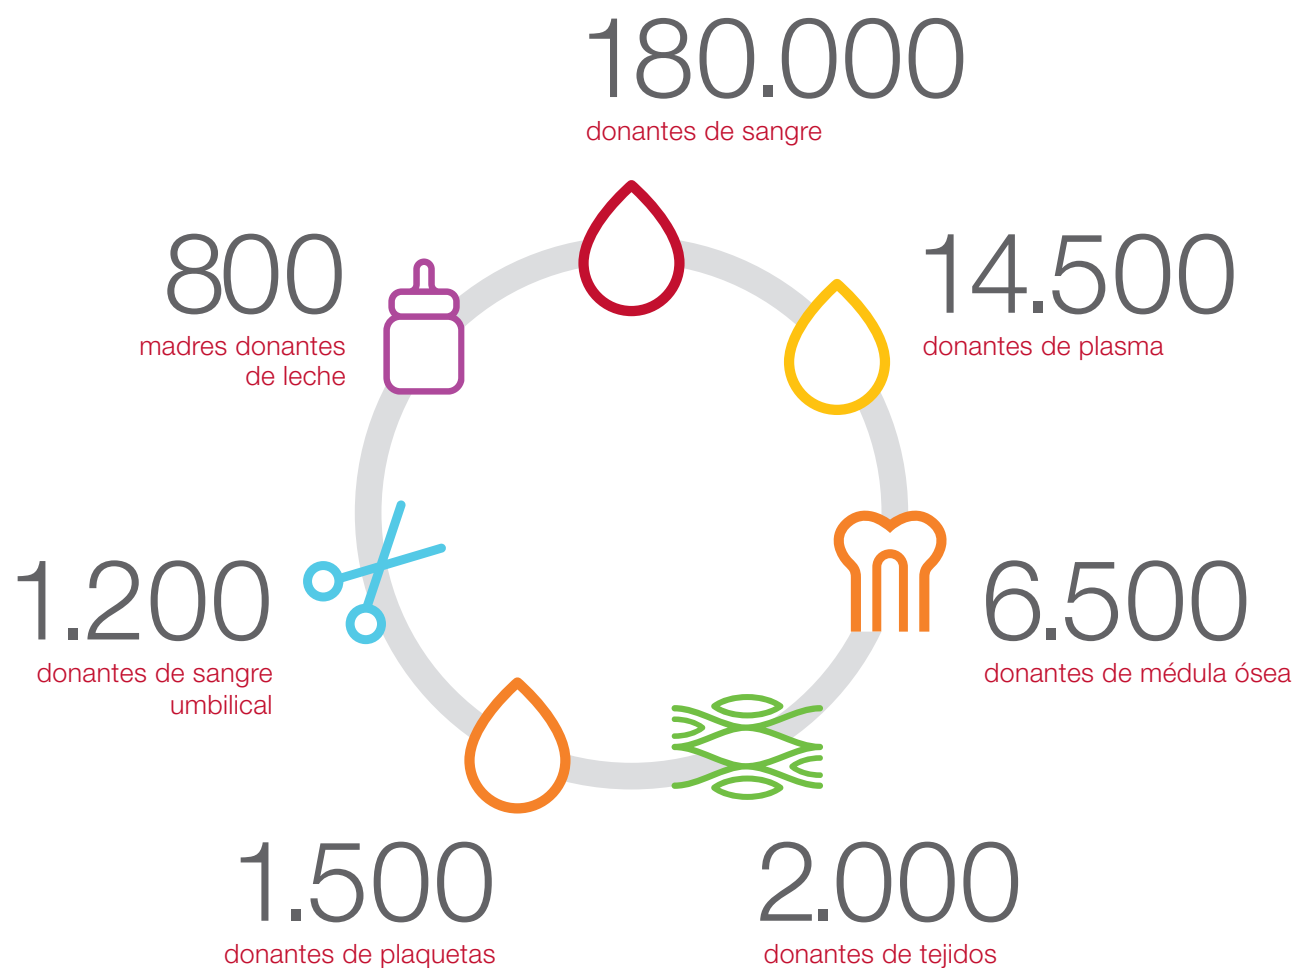 180.000
donantes de sangre
14.500
donantes de plasma
6.500
donantes de médula ósea
2.000
donantes de tejidos
1.500
donantes de plaquetas
1.200
donantes de sangre
umbilical
800
madres donantes
de leche